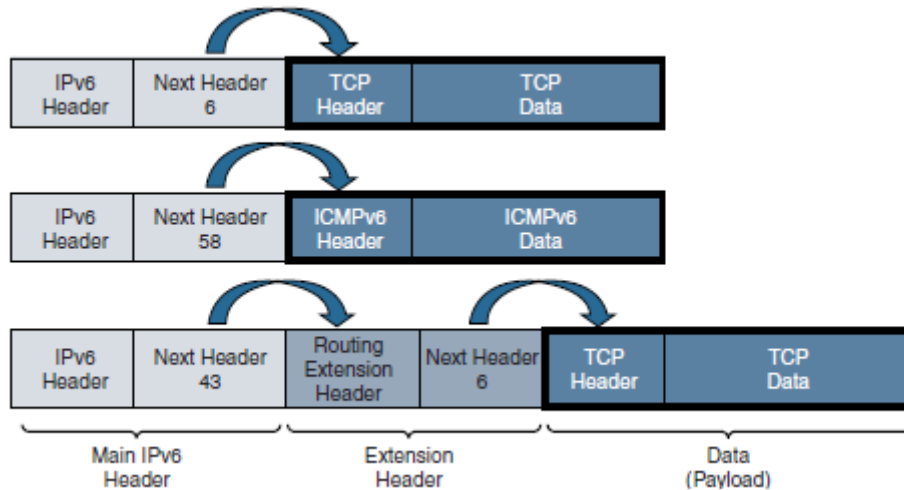 IPv6 Header
Next Header 6
TCP Header
TCP Data
IPv6 Header
Next Header 58
ICMPv6 Header
ICMPv6 Data
IPv6 Header
Next Header 43
Routing Extension Header
Next Header 6
TCP Header
TCP Data
Main IPv6 Header
Extension Header
Data (Payload)